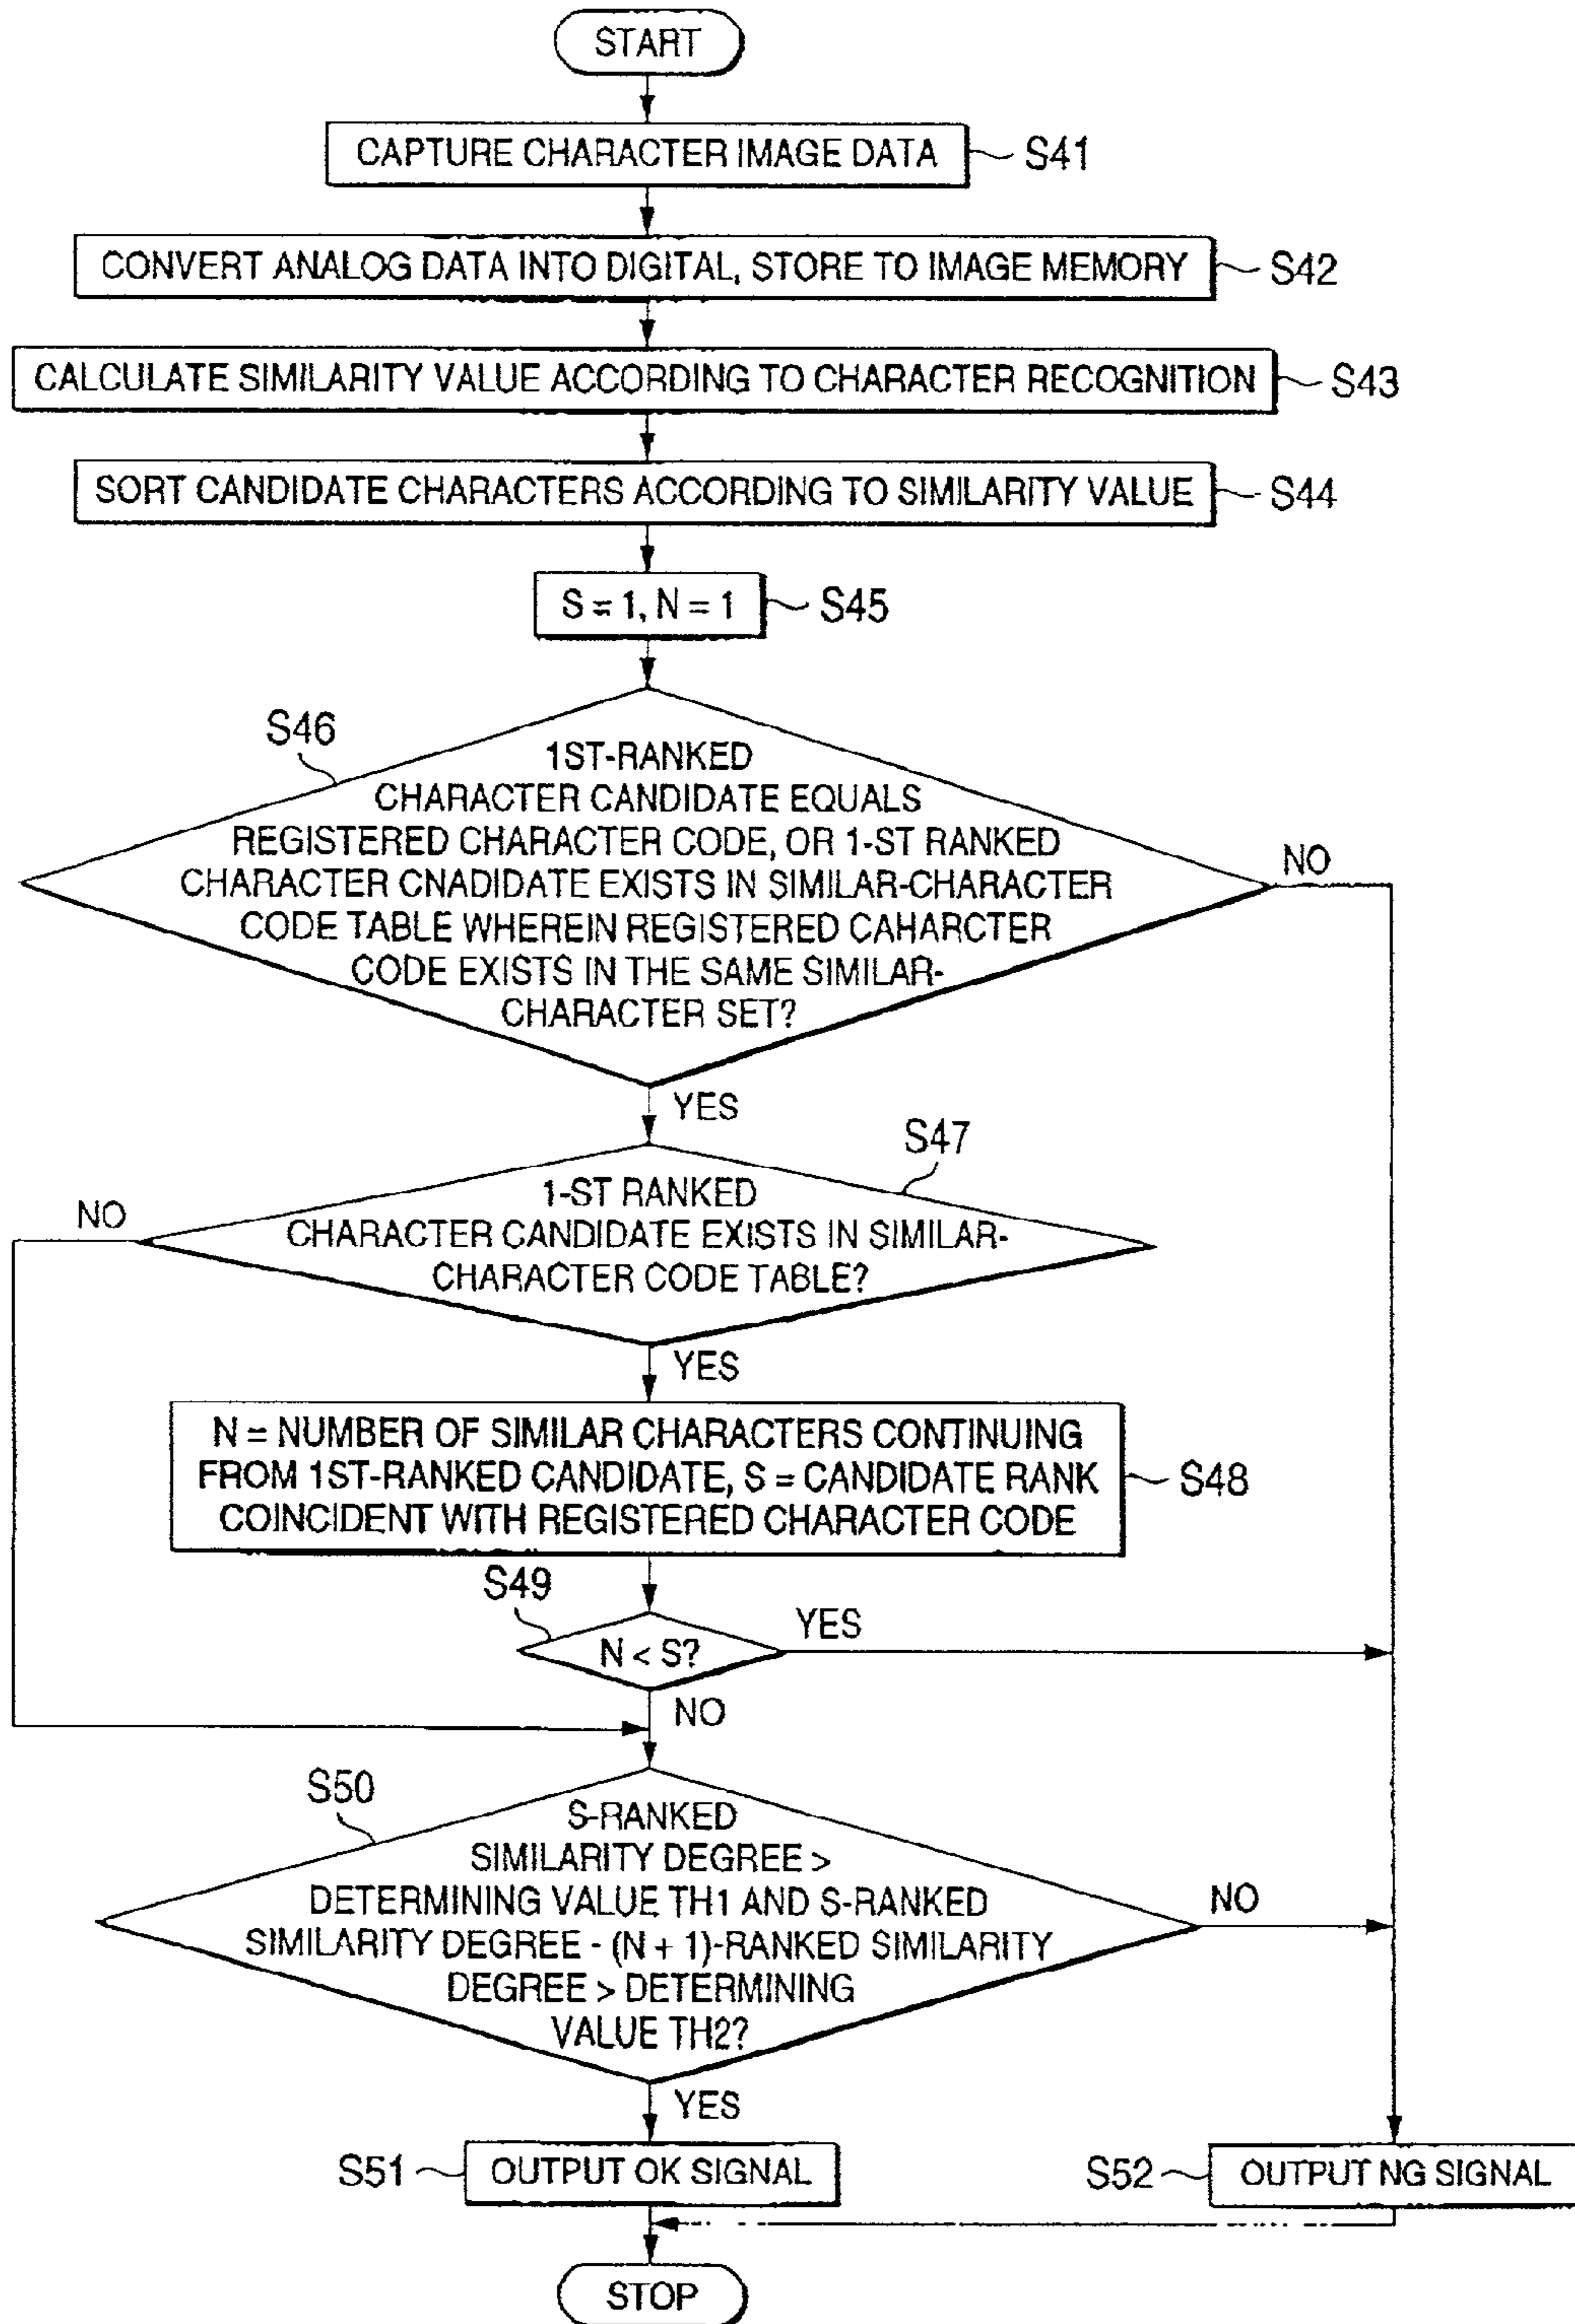 START
CAPTURE CHARACTER IMAGE DATA
S41
CONVERT ANALOG DATA INTO DIGITAL, STORE TO IMAGE MEMORY
S42
CALCULATE SIMILARITY VALUE ACCORDING TO CHARACTER RECOGNITION
S43
SORT CANDIDATE CHARACTERS ACCORDING TO SIMILARITY VALUE
S44
S = 1, N = 1
S45
S46
1ST-RANKED
CHARACTER CANDIDATE EQUALS
REGISTERED CHARACTER CODE, OR 1-ST RANKED
CHARACTER CNADIDATE EXISTS IN SIMILAR-CHARACTER
CODE TABLE WHEREIN REGISTERED CAHARCTER
CODE EXISTS IN THE SAME SIMILAR-
CHARACTER SET?
NO
YES
S47
1-ST RANKED
CHARACTER CANDIDATE EXISTS IN SIMILAR-
CHARACTER CODE TABLE?
NO
YES
N = NUMBER OF SIMILAR CHARACTERS CONTINUING
FROM 1ST-RANKED CANDIDATE, S = CANDIDATE RANK
COINCIDENT WITH REGISTERED CHARACTER CODE
S48
S49
N < S?
YES
NO
S50
S-RANKED
SIMILARITY DEGREE >
DETERMINING VALUE TH1 AND S-RANKED
SIMILARITY DEGREE - (N + 1)-RANKED SIMILARITY
DEGREE > DETERMINING
VALUE TH2?
NO
YES
S51
OUTPUT OK SIGNAL
S52
OUTPUT NG SIGNAL
STOP